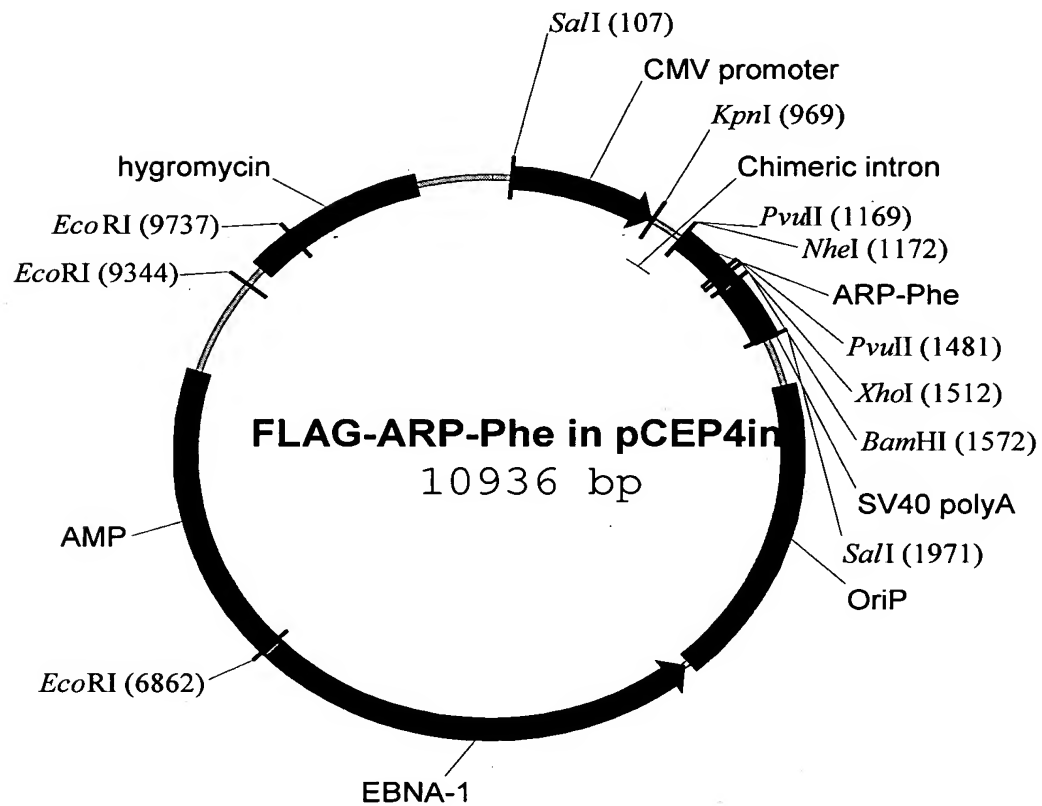 SalI (107)
CMV promoter
KpnI (969)
hygromycin
Chimeric intron
EcoRI (9737)
PvuII (1169)
NheI (1172)
EcoRI (9344)
ARP-Phe
PvuII (1481)
XhoI (1512)
FLAG-ARP-Phe in pCEP4in
BamHI (1572)
10936 bp
SV40 polyA
AMP
SalI (1971)
OriP
EcoRI (6862)
EBNA-1